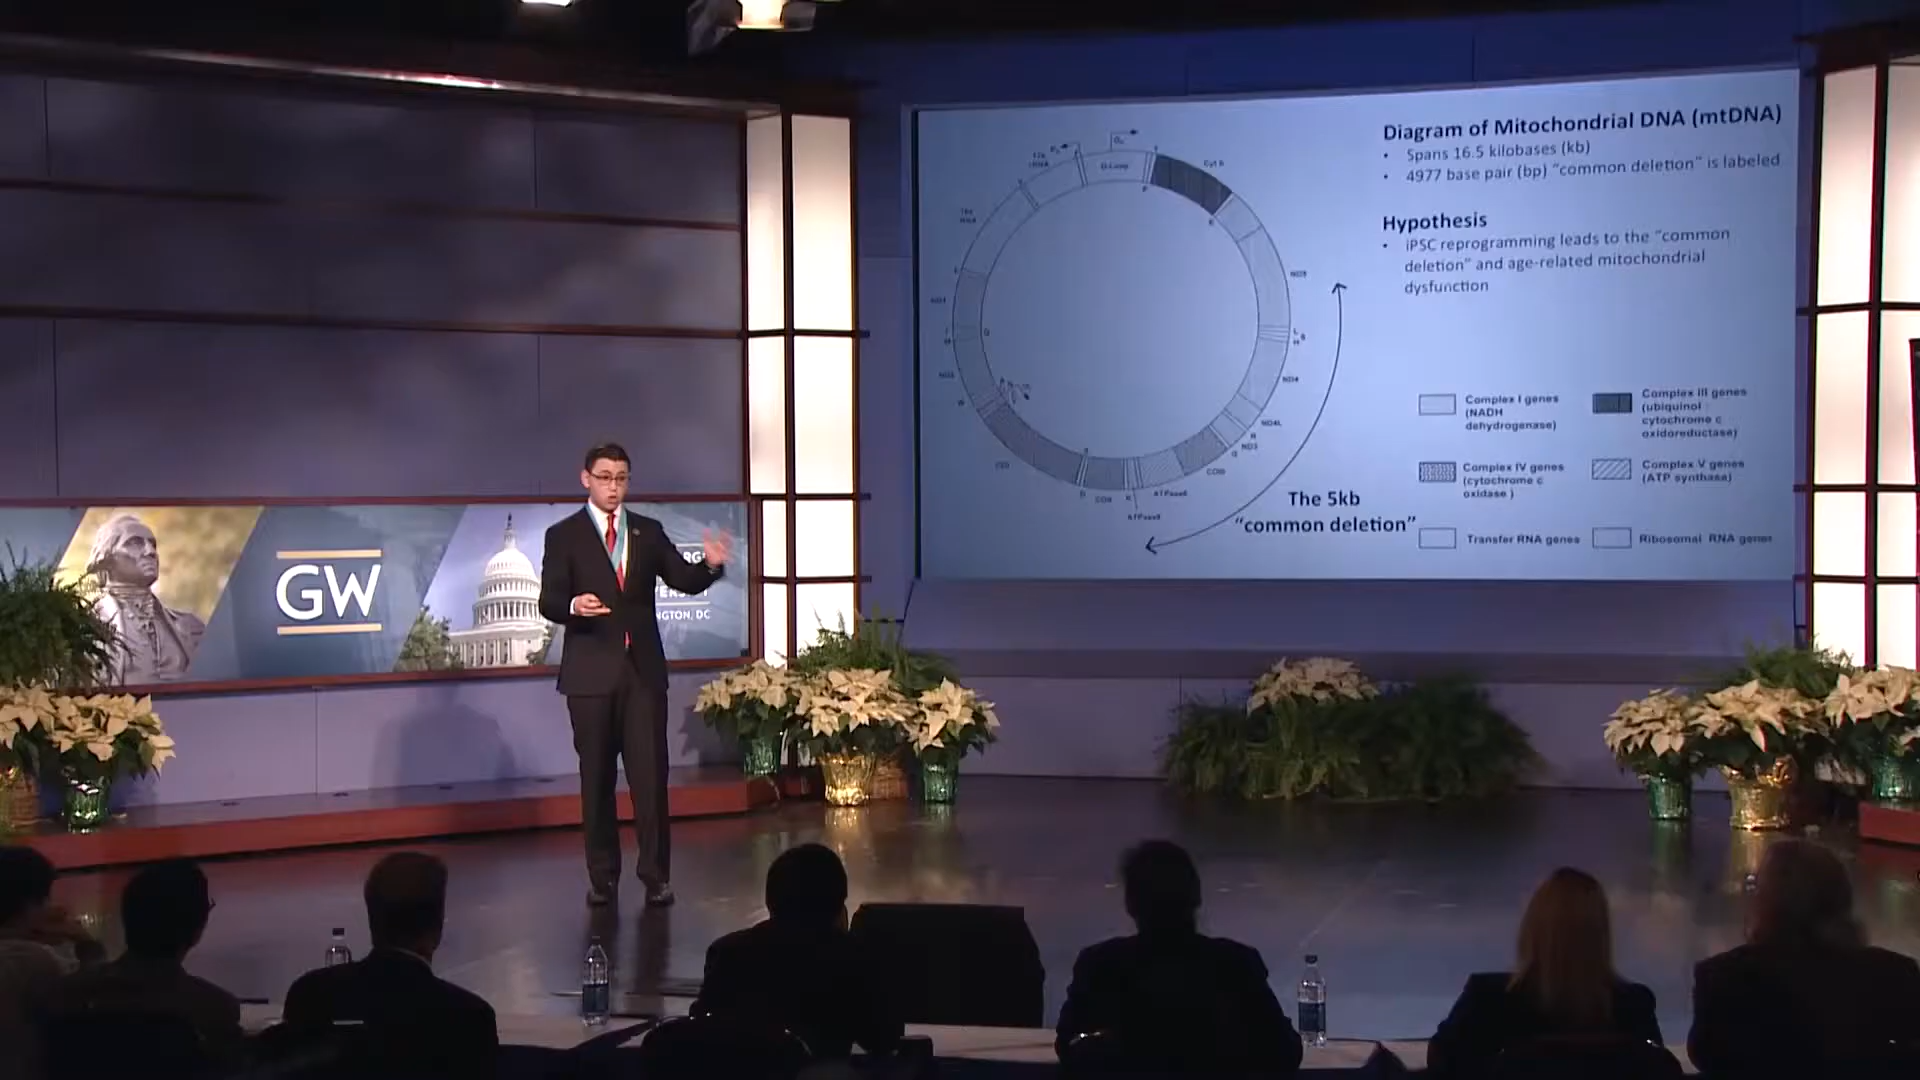 Diagram of Mitochondrial DNA (mtDNA)
• Spans 16.5 kilobases (kb)
• 4977 base pair (bp) “common deletion” is labeled
Hypothesis
• iPSC reprogramming leads to the “common
deletion” and age-related mitochondrial
dysfunction
D-Loop
Cyt b
ND5
ND4
ND4L
ND3
COIII
ATPase6
ATPase8
The 5kb
“common deletion”
Complex I genes
(NADH
dehydrogenase)
Complex III genes
(ubiquinol
cytochrome c
oxidoreductase)
Complex IV genes
(cytochrome c
oxidase )
Complex V genes
(ATP synthase)
Transfer RNA genes
Ribosomal RNA genes
GW
NGTON, DC